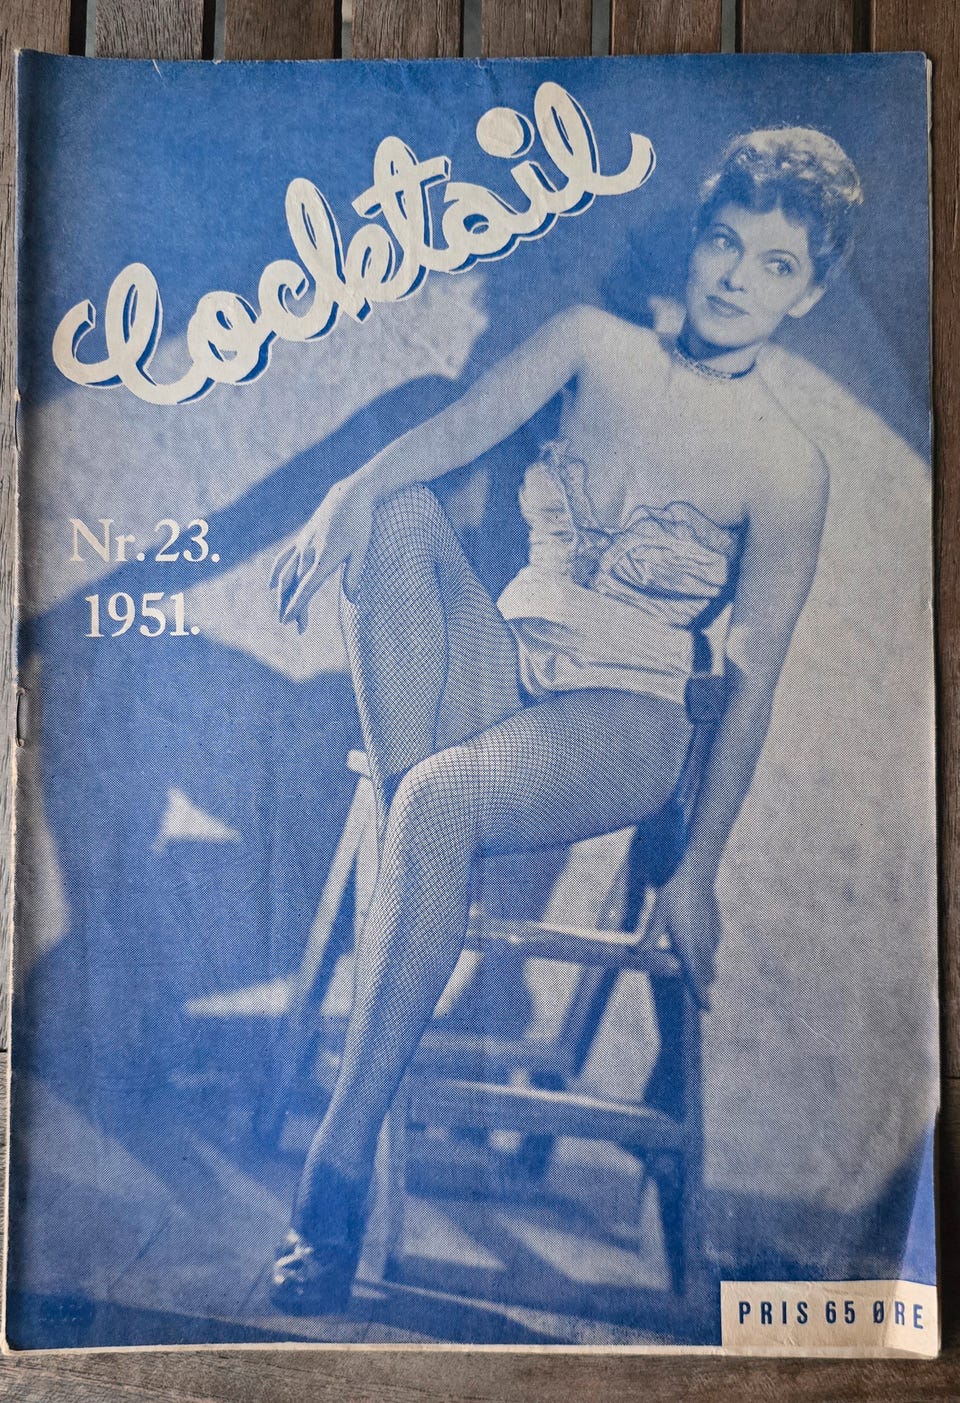 Cocktail
Nr. 23.
1951.
PRIS 65 ØRE